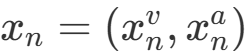 $x_n = (x_n^v, x_n^a)$